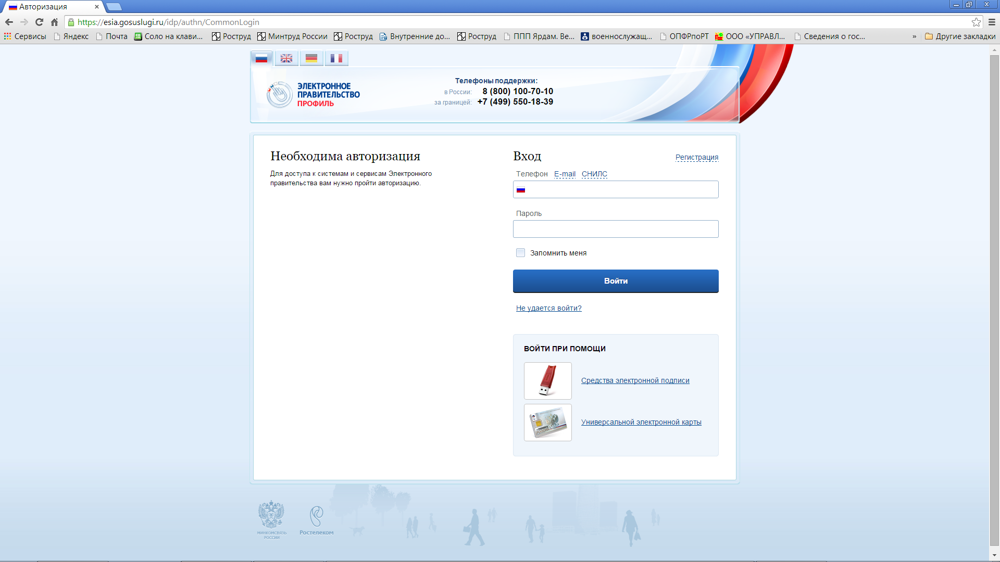 Авторизация
https://esia.gosuslugi.ru/idp/authn/CommonLogin
Сервисы
Яндекс
Почта
Соло на клави...
Роструд
Минтруд России
Роструд
Внутренние до...
Роструд
ППП Ярдам. Ве...
военнослужащ...
ОПФРпоРТ
ООО «УПРАВЛ...
Сведения о гос...
»
Другие закладки
ЭЛЕКТРОННОЕ
ПРАВИТЕЛЬСТВО
ПРОФИЛЬ
Телефоны поддержки:
в России: 8 (800) 100-70-10
за границей: +7 (499) 550-18-39
Необходима авторизация
Для доступа к системам и сервисам Электронного
правительства вам нужно пройти авторизацию.
Вход
Регистрация
Телефон E-mail СНИЛС
Пароль
Запомнить меня
Войти
Не удается войти?
ВОЙТИ ПРИ ПОМОЩИ
Средства электронной подписи
Универсальной электронной карты
МИНКОМСВЯЗЬ
РОССИИ
Ростелеком